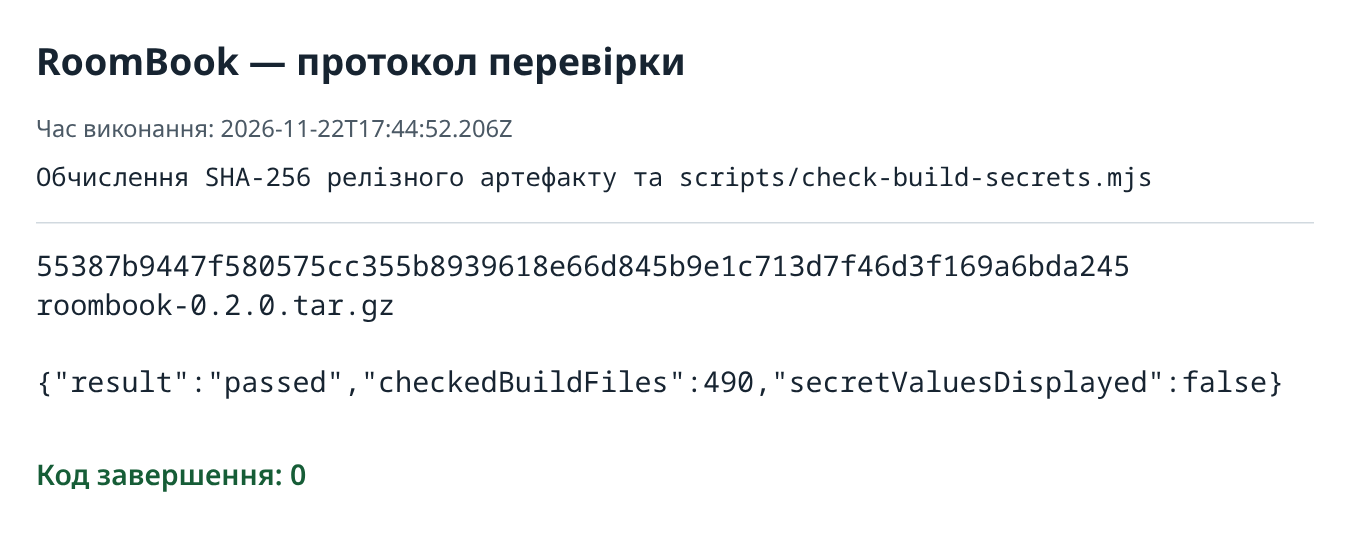 RoomBook — протокол перевірки
Час виконання: 2026-11-22T17:44:52.206Z
Обчислення SHA-256 релізного артефакту та scripts/check-build-secrets.mjs
55387b9447f580575cc355b8939618e66d845b9e1c713d7f46d3f169a6bda245
roombook-0.2.0.tar.gz
{"result":"passed","checkedBuildFiles":490,"secretValuesDisplayed":false}
Код завершення: 0